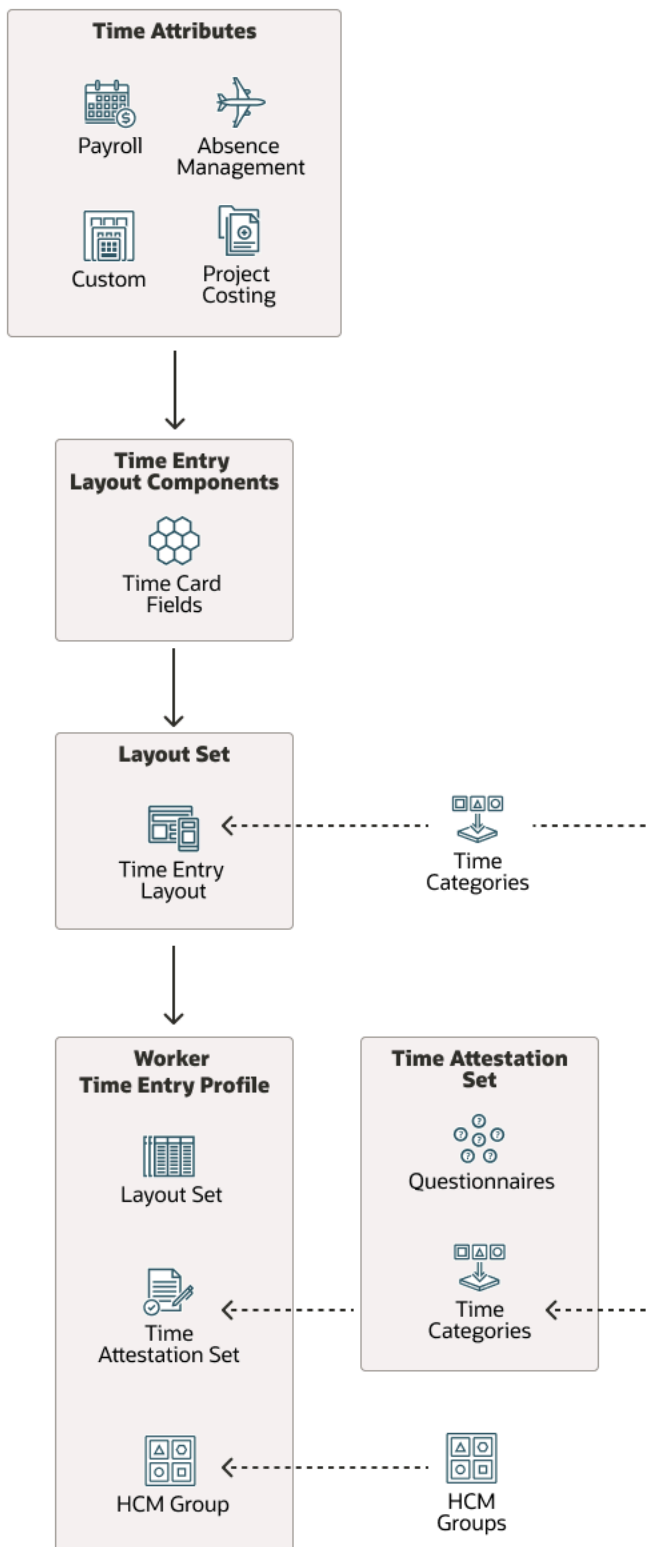 Time Attributes
Payroll
Absence
Management
Custom
Project
Costing
Time Entry
Layout Components
Time Card
Fields
Layout Set
Time Entry
Layout
Time
Categories
Worker
Time Entry Profile
Layout Set
Time
Attestation Set
HCM Group
Time Attestation
Set
Questionnaires
Time
Categories
HCM
Groups